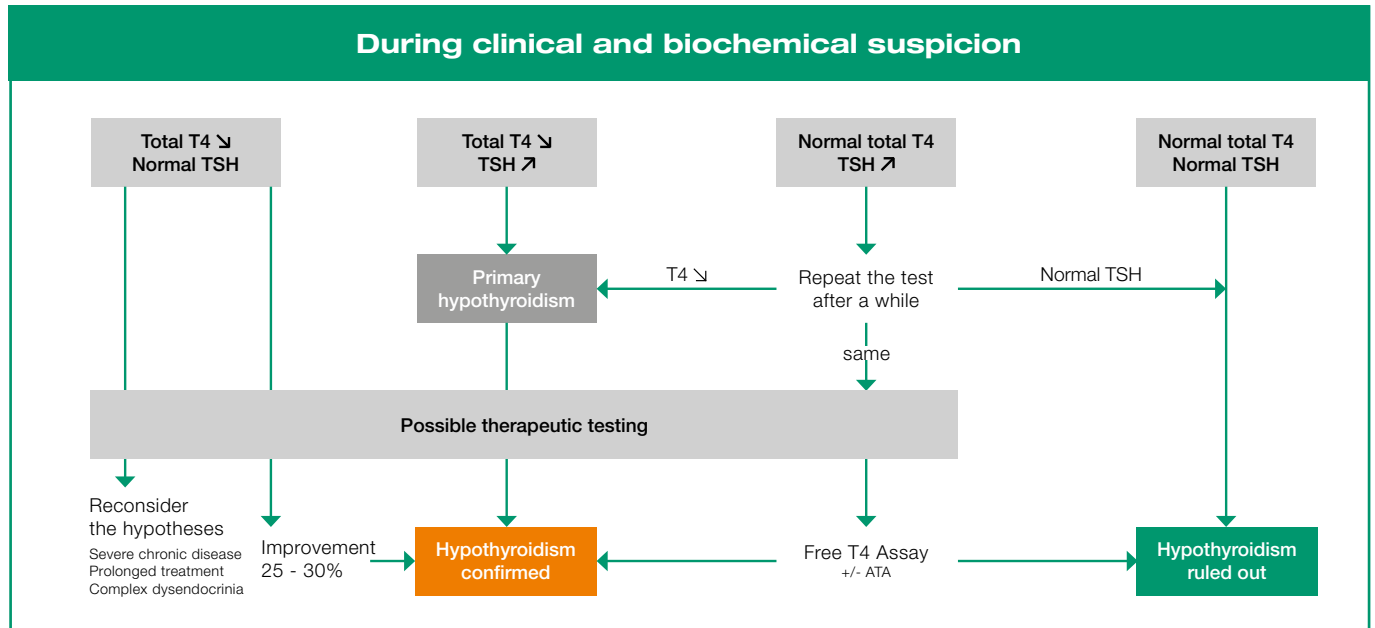 During clinical and biochemical suspicion
Total T4 ↘
Normal TSH
Total T4 ↘
TSH ↗
Normal total T4
TSH ↗
Normal total T4
Normal TSH
Primary
hypothyroidism
T4 ↘
Repeat the test
after a while
Normal TSH
same
Possible therapeutic testing
Reconsider
the hypotheses
Severe chronic disease
Prolonged treatment
Complex dysendocrinia
Improvement
25 - 30%
Hypothyroidism
confirmed
Free T4 Assay
+/- ATA
Hypothyroidism
ruled out